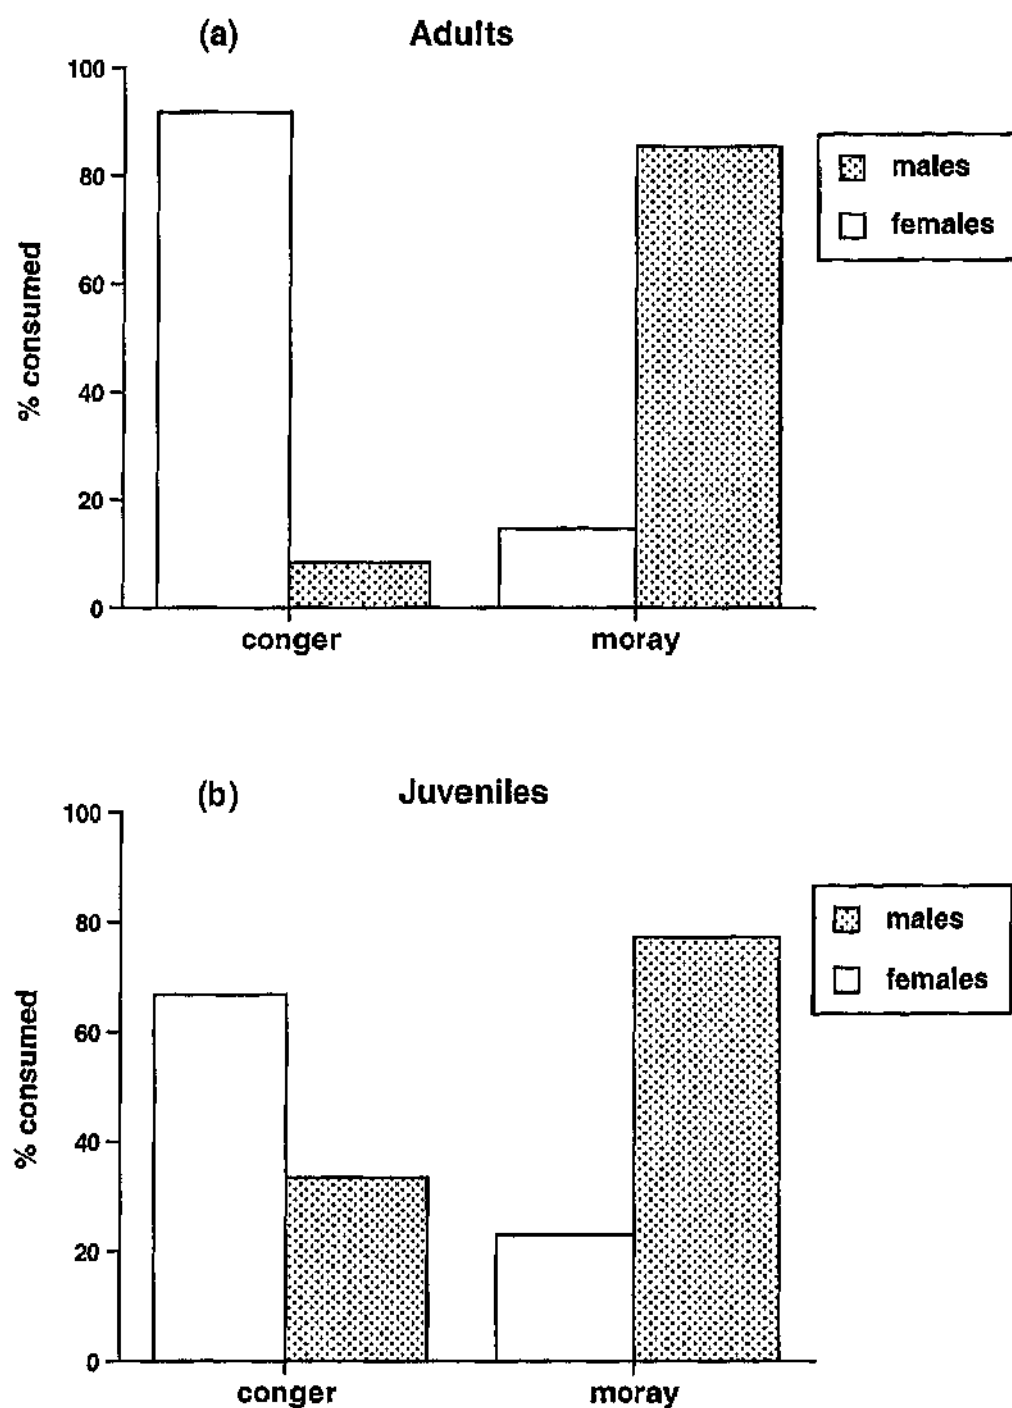 (a) Adults
100
80
60
40
20
0
% consumed
conger moray
males
females
(b) Juveniles
100
80
60
40
20
0
% consumed
conger moray
males
females